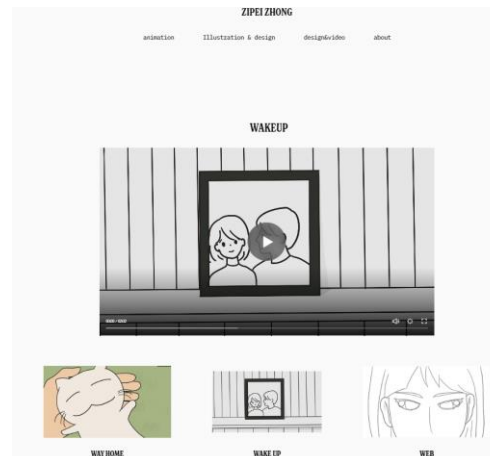 ZIPEI ZHONG
animation Illustration & design design&video about
WAKEUP
WAY HOME WAKE UP WEB